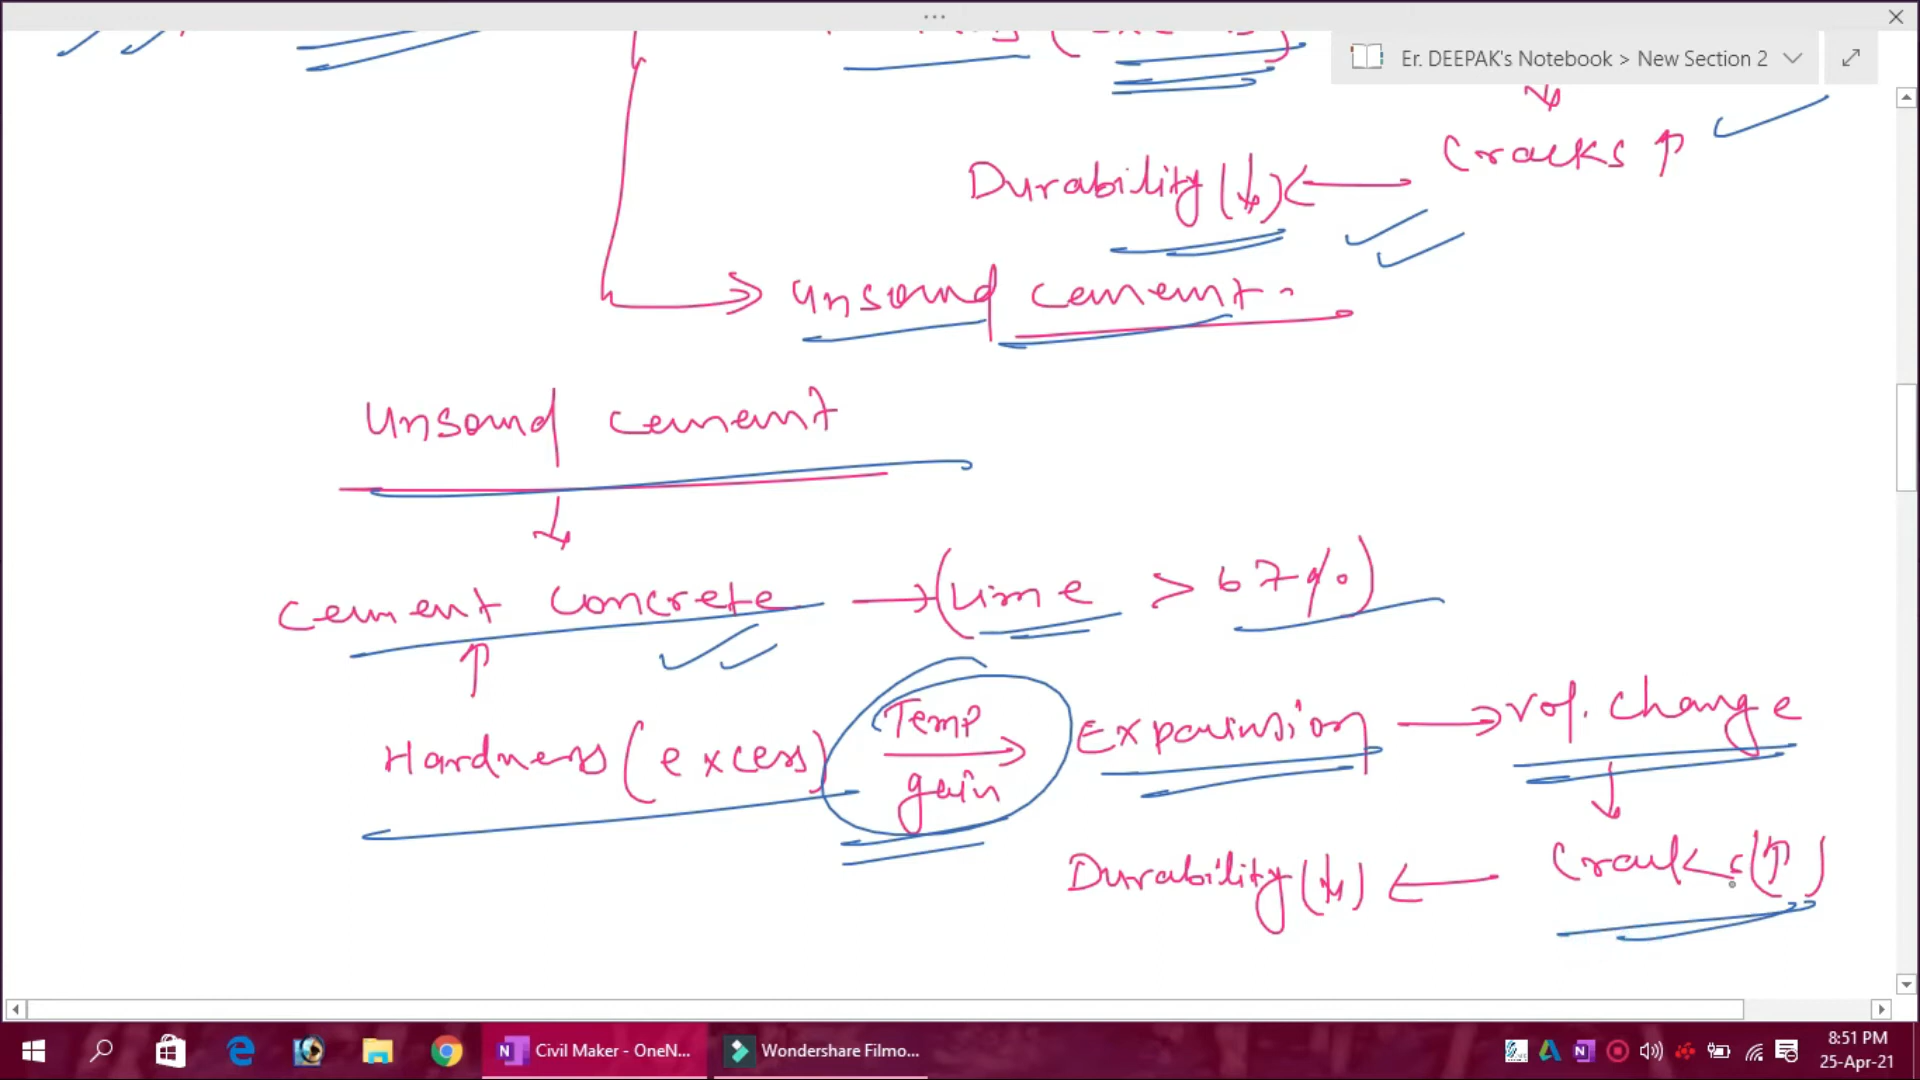 Er. DEEPAK's Notebook > New Section 2
Cracks ↑
Durability (↓) ←
→ unsound cement.
unsound cement
↓
cement concrete → (Lime > 67%)
↑
Hardness (excess) Temp gain → Expainsion → vol. change
↓
Durability (↓) ← Cracks (↑)
Civil Maker - OneN...
Wondershare Filmo...
8:51 PM
25-Apr-21